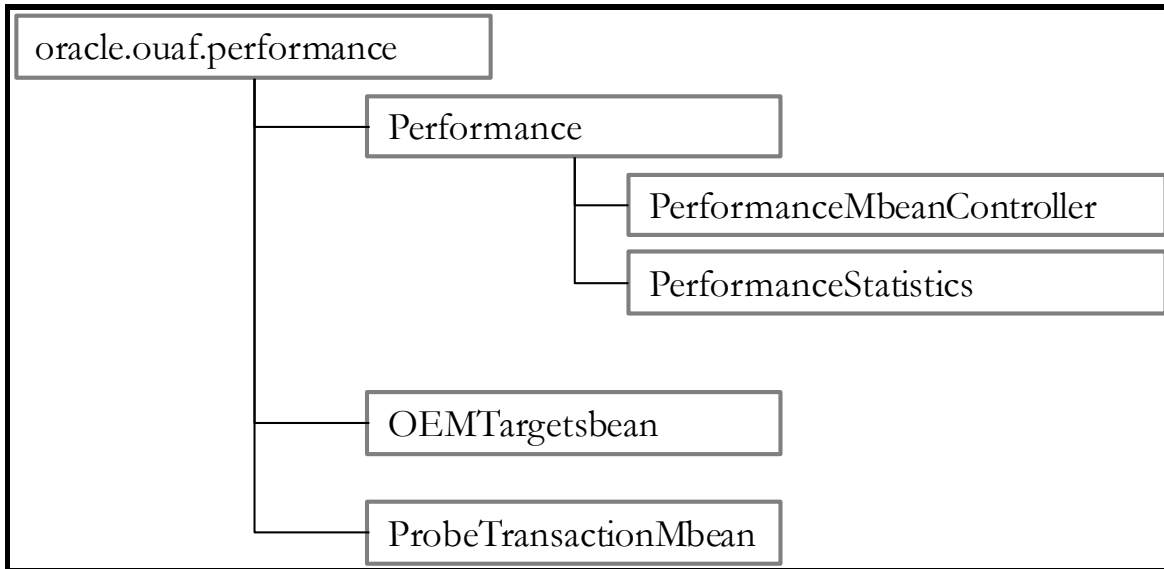 oracle.ouaf.performance
Performance
PerformanceMbeanController
PerformanceStatistics
OEMTargetsbean
ProbeTransactionMbean